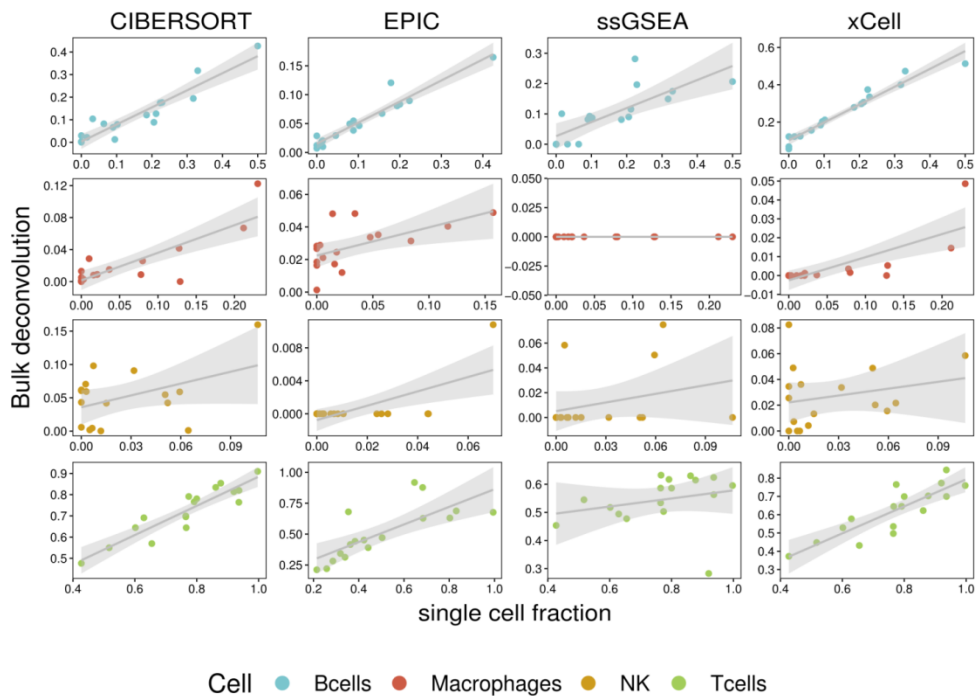 CIBERSORT EPIC ssGSEA xCell
0.4 0.3 0.2 0.1 0.0
0.15 0.10 0.05 0.00
0.3 0.2 0.1 0.0
0.6 0.4 0.2
0.0 0.1 0.2 0.3 0.4 0.5
0.0 0.1 0.2 0.3 0.4
0.0 0.1 0.2 0.3 0.4 0.5
0.0 0.1 0.2 0.3 0.4 0.5
0.12 0.08 0.04 0.00
0.06 0.04 0.02 0.00
0.050 0.025 0.000 −0.025 −0.050
0.05 0.04 0.03 0.02 0.01 0.00 −0.01
0.00 0.05 0.10 0.15 0.20
0.00 0.05 0.10 0.15
0.00 0.05 0.10 0.15 0.20
0.00 0.05 0.10 0.15 0.20
Bulk deconvolution
0.15 0.10 0.05 0.00
0.008 0.004 0.000
0.06 0.04 0.02 0.00
0.08 0.06 0.04 0.02 0.00
0.00 0.03 0.06 0.09
0.00 0.02 0.04 0.06
0.00 0.03 0.06 0.09
0.00 0.03 0.06 0.09
0.9 0.8 0.7 0.6 0.5
1.00 0.75 0.50 0.25
0.6 0.5 0.4 0.3
0.8 0.7 0.6 0.5 0.4 0.3
0.4 0.6 0.8 1.0
0.2 0.3 0.4 0.5 0.6 0.7 0.8 0.9 1.0
0.4 0.6 0.8 1.0
0.4 0.6 0.8 1.0
single cell fraction
Cell Bcells Macrophages NK Tcells